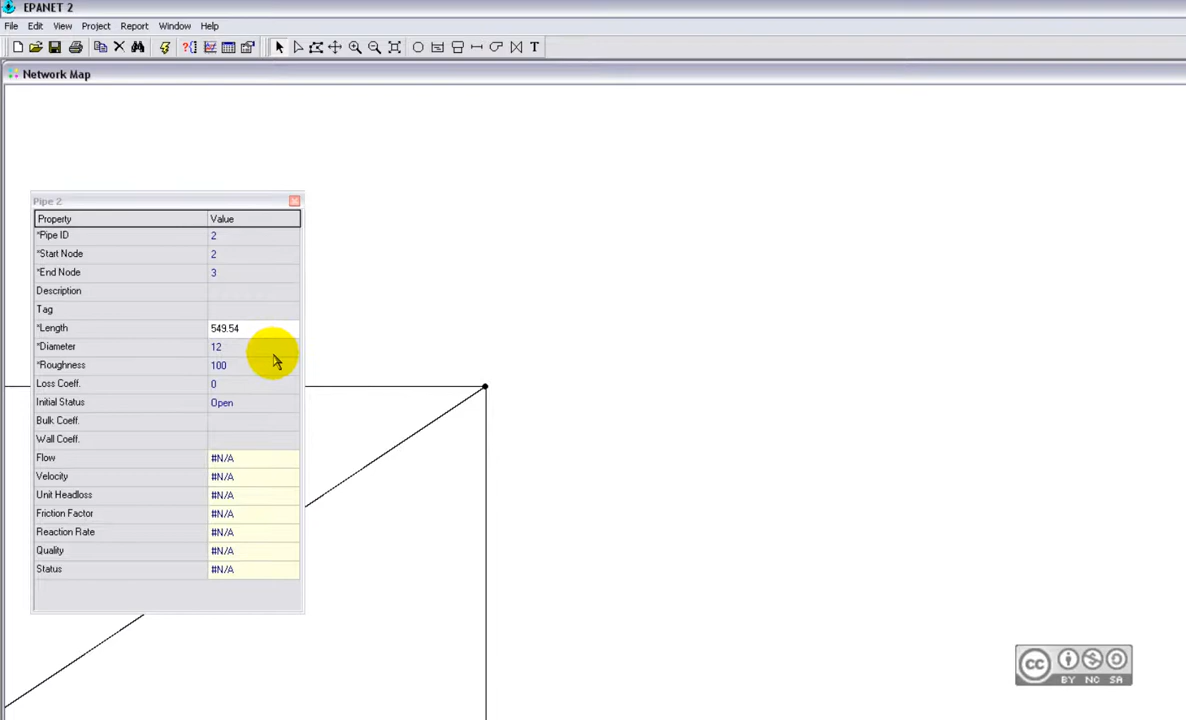 EPANET 2
File Edit View Project Report Window Help
T
Network Map
Pipe 2
Property Value
*Pipe ID 2
*Start Node 2
*End Node 3
Description
Tag
*Length 549.54
*Diameter 12
*Roughness 100
Loss Coeff. 0
Initial Status Open
Bulk Coeff.
Wall Coeff.
Flow #N/A
Velocity #N/A
Unit Headloss #N/A
Friction Factor #N/A
Reaction Rate #N/A
Quality #N/A
Status #N/A
cc
BY NC SA